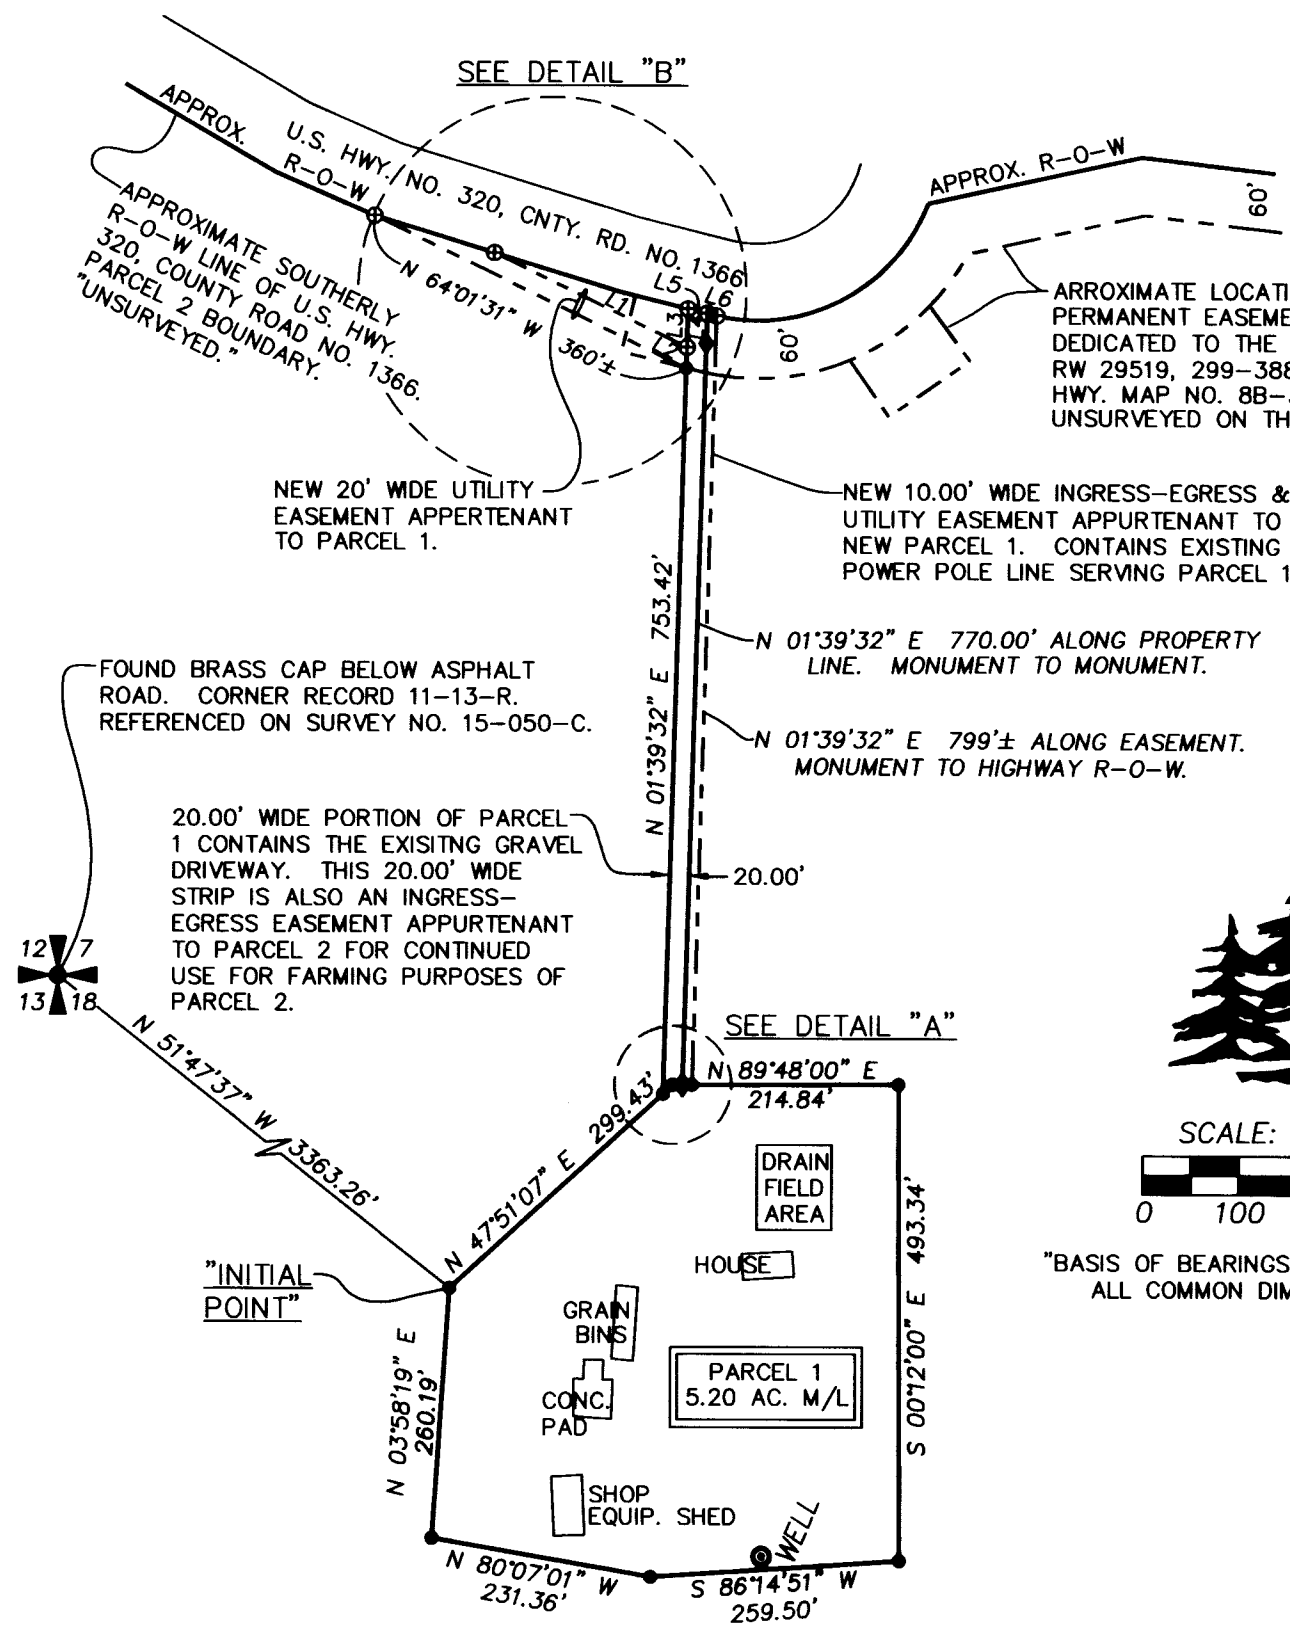 SEE DETAIL "B"
APPROX.
R-O-W
U.S. HWY. NO. 320, CNTY. RD. NO. 1366
APPROX. R-O-W
60'
APPROXIMATE SOUTHERLY
R-O-W LINE OF U.S. HWY.
320, COUNTY ROAD NO. 1366.
PARCEL 2 BOUNDARY.
"UNSURVEYED."
N 64°01'31" W
360'±
L1
L5
L6
L3
L2
60'
ARROXIMATE LOCATI
PERMANENT EASEME
DEDICATED TO THE
RW 29519, 299-388
HWY. MAP NO. 8B-
UNSURVEYED ON TH
NEW 20' WIDE UTILITY
EASEMENT APPERTENANT
TO PARCEL 1.
NEW 10.00' WIDE INGRESS-EGRESS &
UTILITY EASEMENT APPURTENANT TO
NEW PARCEL 1. CONTAINS EXISTING
POWER POLE LINE SERVING PARCEL 1
N 01°39'32" E 753.42'
N 01°39'32" E 770.00' ALONG PROPERTY
LINE. MONUMENT TO MONUMENT.
FOUND BRASS CAP BELOW ASPHALT
ROAD. CORNER RECORD 11-13-R.
REFERENCED ON SURVEY NO. 15-050-C.
N 01°39'32" E 799'± ALONG EASEMENT.
MONUMENT TO HIGHWAY R-O-W.
20.00' WIDE PORTION OF PARCEL
1 CONTAINS THE EXISITNG GRAVEL
DRIVEWAY. THIS 20.00' WIDE
STRIP IS ALSO AN INGRESS-
EGRESS EASEMENT APPURTENANT
TO PARCEL 2 FOR CONTINUED
USE FOR FARMING PURPOSES OF
PARCEL 2.
20.00'
12 7
13 18
N 51°47'37" W 3363.26'
SEE DETAIL "A"
N 89°48'00" E
214.84'
N 47°51'07" E 299.43'
DRAIN
FIELD
AREA
HOUSE
S 00°12'00" E 493.34'
SCALE:
0 100
"BASIS OF BEARINGS
ALL COMMON DIM
"INITIAL
POINT"
GRAIN
BINS
PARCEL 1
5.20 AC. M/L
CONC.
PAD
N 03°58'19" E
260.19'
SHOP
EQUIP. SHED
WELL
N 80°07'01" W
231.36'
S 86°14'51" W
259.50'